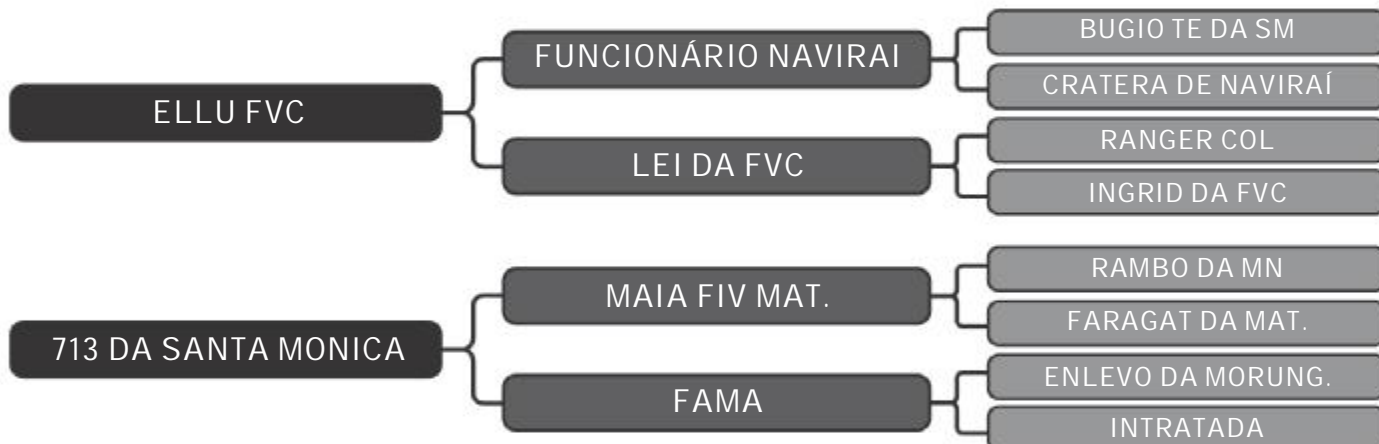 BUGIO TE DA SM
FUNCIONÁRIO NAVIRAI
CRATERA DE NAVIRAÍ
ELLU FVC
RANGER COL
LEI DA FVC
INGRID DA FVC
RAMBO DA MN
MAIA FIV MAT.
FARAGAT DA MAT.
713 DA SANTA MONICA
ENLEVO DA MORUNG.
FAMA
INTRATADA